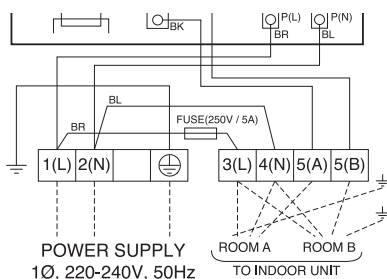 P(L) P(N)
BK
BR BL
BL
FUSE(250V / 5A)
BR
1(L) 2(N) 3(L) 4(N) 5(A) 5(B)
POWER SUPPLY
1Ø, 220-240V, 50Hz
ROOM A ROOM B
TO INDOOR UNIT